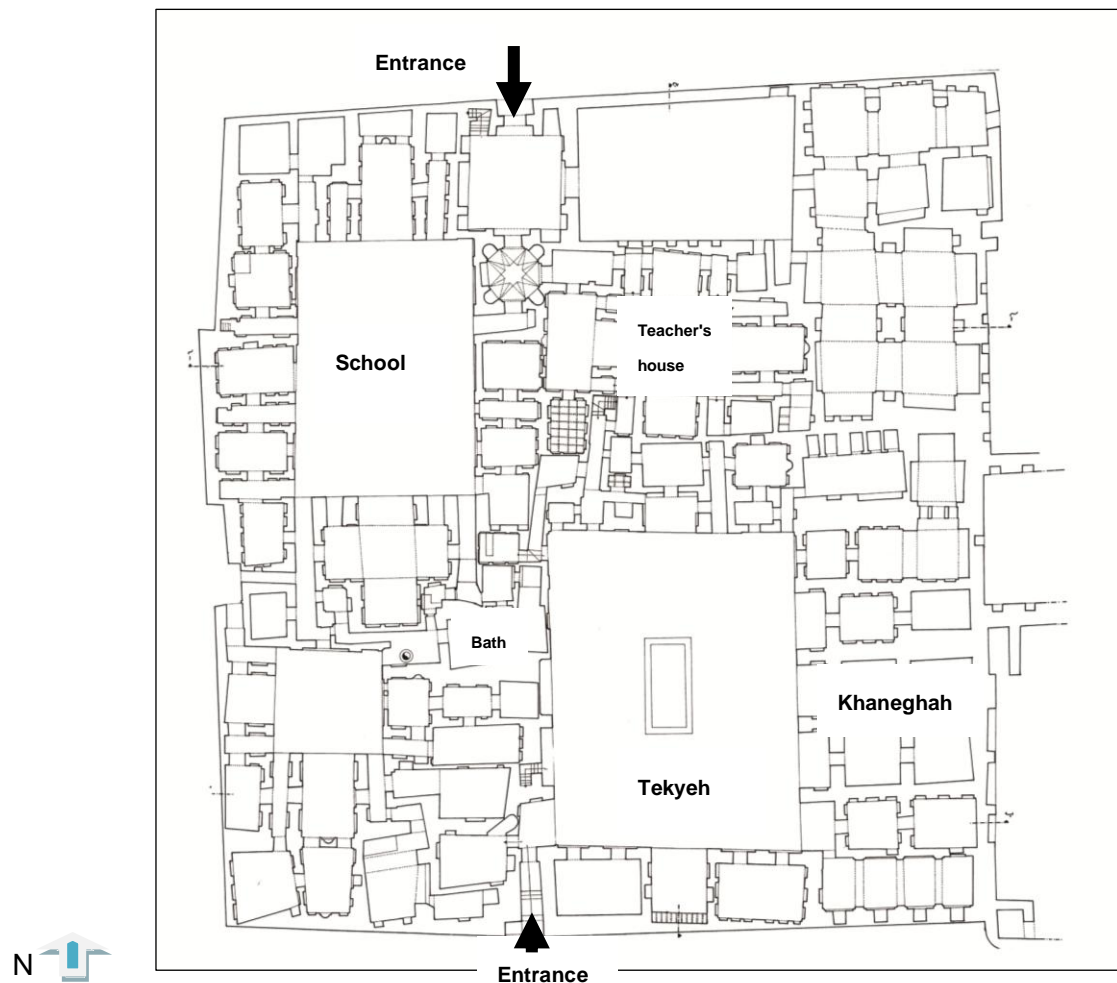 Entrance
Teacher's
house
School
Bath
Khaneghah
Tekyeh
N
Entrance